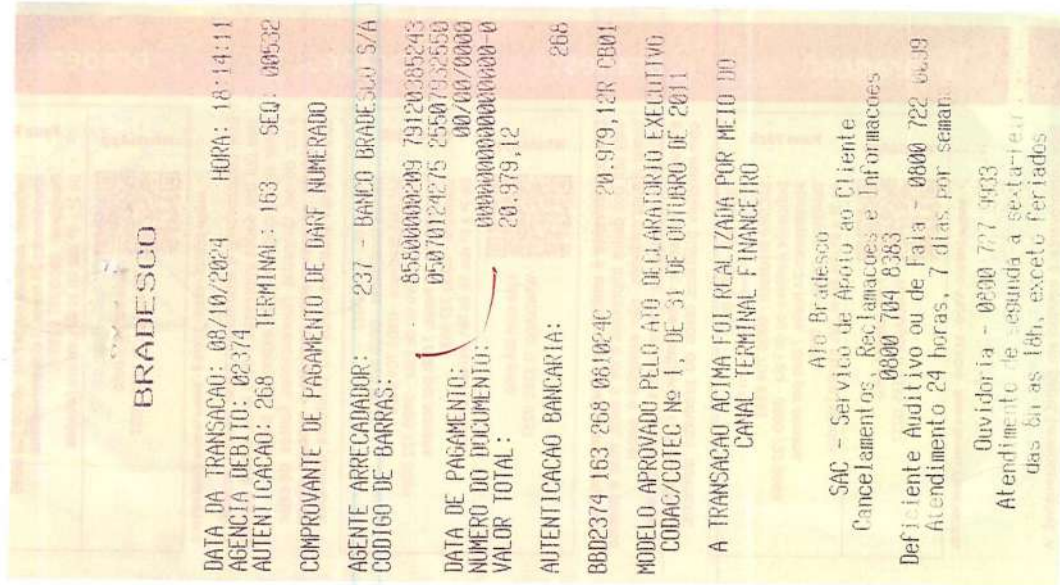 BRADESCO
DATA DA TRANSACAO: 08/10/2024 HORA: 18:14:11
AGENCIA DEBITO: 02374
AUTENTICACAO: 268 TERMINAL: 163 SEQ: 00532
COMPROVANTE DE PAGAMENTO DE DARF NUMERADO
AGENTE ARRECADADOR: 237 - BANCO BRADESCO S/A
CODIGO DE BARRAS:
85800000209 79120385243
05070124275 25507932550
DATA DE PAGAMENTO: 00/00/0000
NUMERO DO DOCUMENTO:
VALOR TOTAL: 20.979,12
AUTENTICACAO BANCARIA: 268
BBD2374 163 268 081024C 20.979,12R CB01
MODELO APROVADO PELO ATO DECLARATORIO EXECUTIVO
CODAC/COTEC Nº 1, DE 31 DE OUTUBRO DE 2011
A TRANSACAO ACIMA FOI REALIZADA POR MEIO DO
CANAL TERMINAL FINANCEIRO
Alo Bradesco
SAC - Servico de Apoio ao Cliente
Cancelamentos, Reclamacoes e Informacoes
0800 704 8383
Deficiente Auditivo ou de Fala - 0800 722 0099
Atendimento 24 horas, 7 dias por semana
Ouvidoria - 0800 727 9933
Atendimento de segunda a sexta-feira
das 8h as 18h, exceto feriados